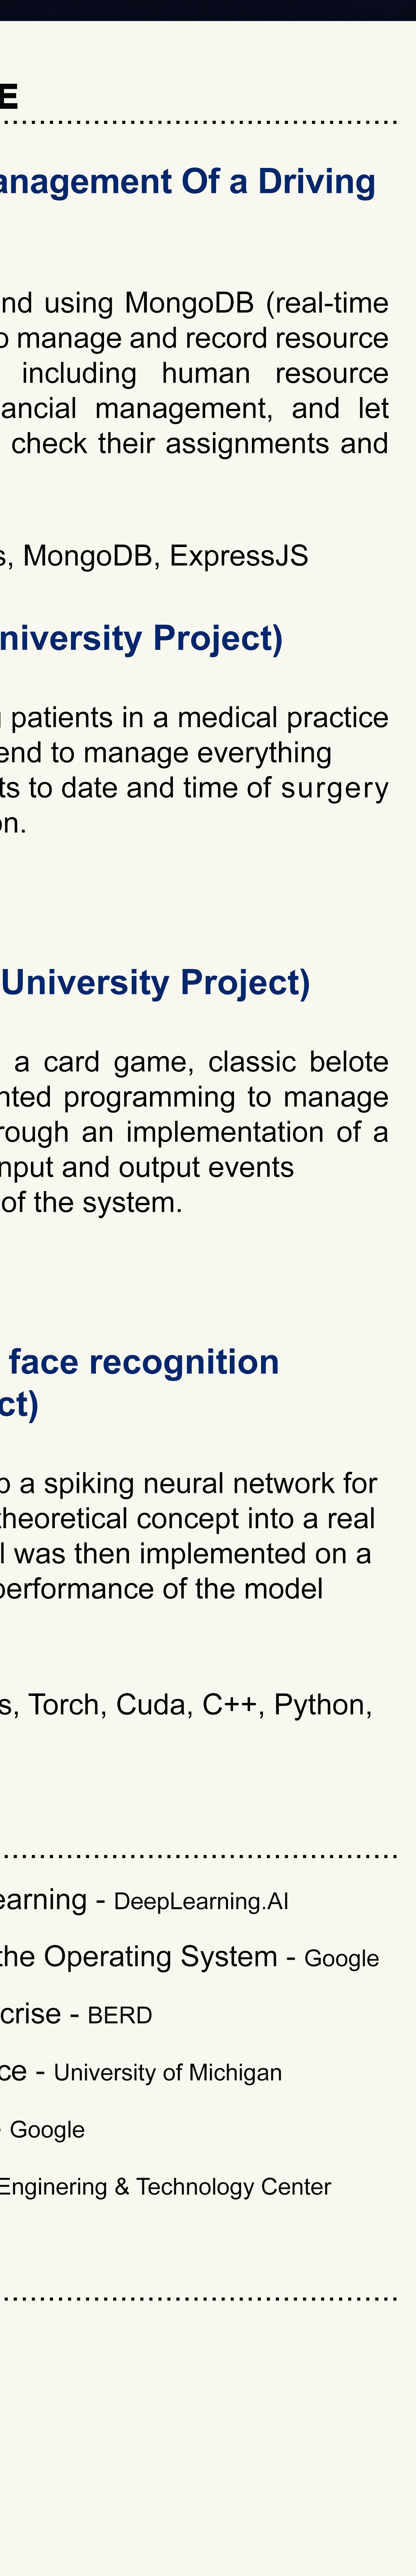 E
anagement Of a Driving
nd using MongoDB (real-time
o manage and record resource
including human resource
ancial management, and let
check their assignments and
s, MongoDB, ExpressJS
niversity Project)
g patients in a medical practice
end to manage everything
ts to date and time of surgery
on.
University Project)
a card game, classic belote
nted programming to manage
rough an implementation of a
nput and output events
of the system.
face recognition
ct)
p a spiking neural network for
theoretical concept into a real
l was then implemented on a
performance of the model
s, Torch, Cuda, C++, Python,
earning - DeepLearning.AI
the Operating System - Google
crise - BERD
ce - University of Michigan
- Google
Enginering & Technology Center